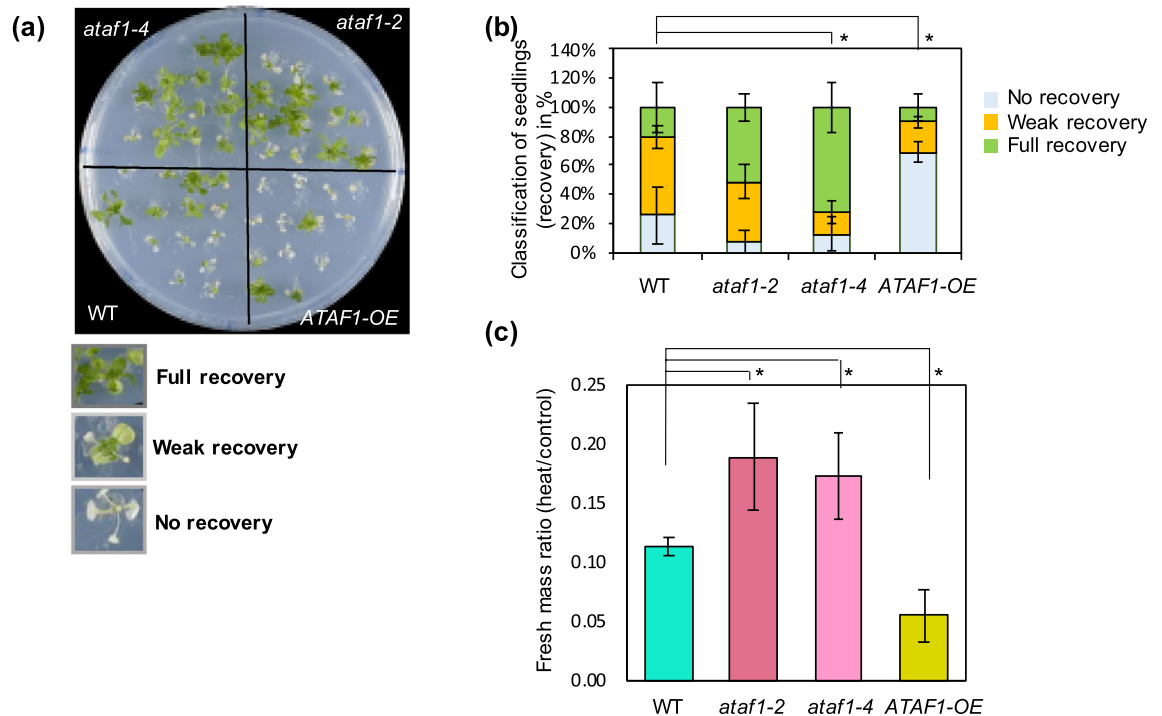 (a)
ataf1-4
ataf1-2
WT
ATAF1-OE
Full recovery
Weak recovery
No recovery
(b)
Classification of seedlings
(recovery) in %
140%
120%
100%
80%
60%
40%
20%
0%
* *
WT ataf1-2 ataf1-4 ATAF1-OE
No recovery
Weak recovery
Full recovery
(c)
Fresh mass ratio (heat/control)
0.25
0.20
0.15
0.10
0.05
0.00
* * *
WT ataf1-2 ataf1-4 ATAF1-OE